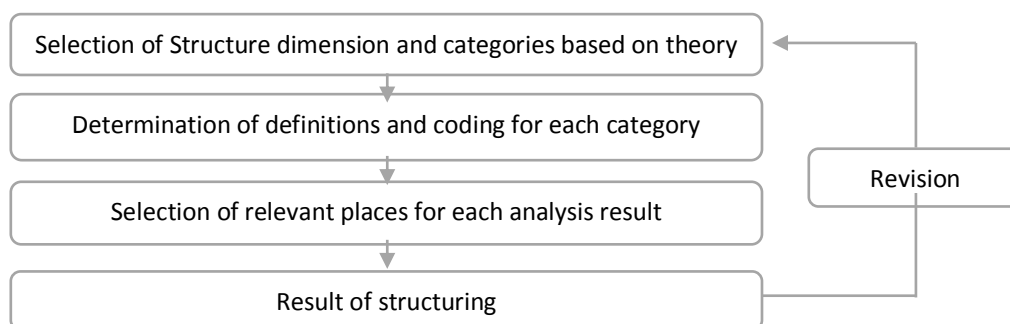 Selection of Structure dimension and categories based on theory
Determination of definitions and coding for each category
Revision
Selection of relevant places for each analysis result
Result of structuring